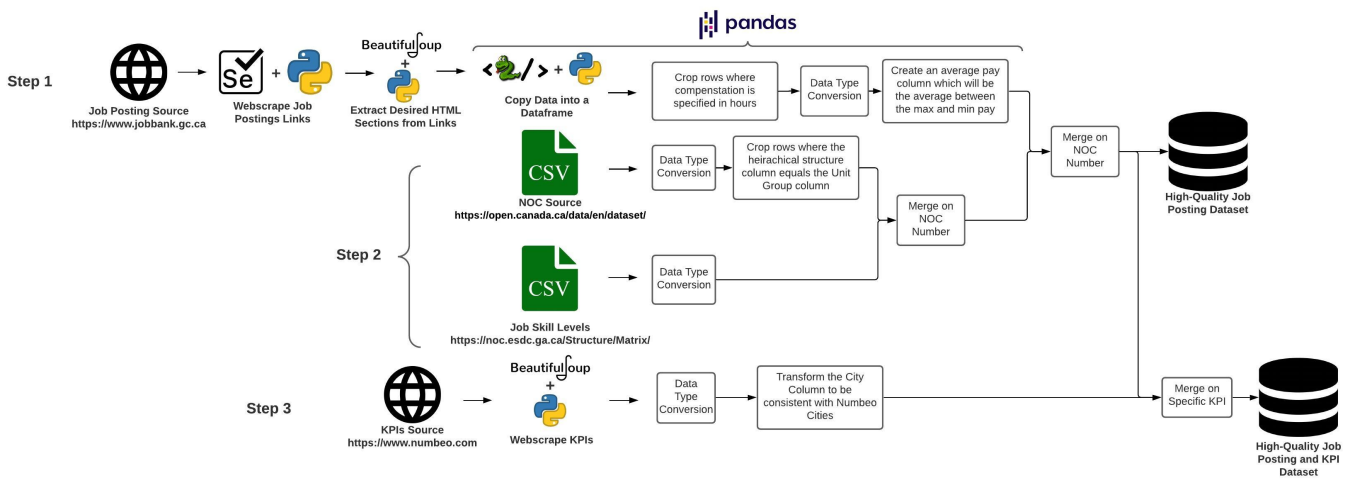 pandas
Step 1
Job Posting Source
https://www.jobbank.gc.ca
Se
+
Webscrape Job
Postings Links
BeautifulSoup
+
Extract Desired HTML
Sections from Links
< /> +
Copy Data into a
Dataframe
Crop rows where
compensation is
specified in hours
Data Type
Conversion
Create an average pay
column which will be
the average between
the max and min pay
Merge on
NOC
Number
High-Quality Job
Posting Dataset
Step 2
CSV
NOC Source
https://open.canada.ca/data/en/dataset/
Data Type
Conversion
Crop rows where the
heirachical structure
column equals the Unit
Group column
Merge on
NOC
Number
CSV
Job Skill Levels
https://noc.esdc.ga.ca/Structure/Matrix/
Data Type
Conversion
Step 3
KPIs Source
https://www.numbeo.com
BeautifulSoup
+
Webscrape KPIs
Data
Type
Conversion
Transform the City
Column to be
consistent with Numbeo
Cities
Merge on
Specific KPI
High-Quality Job
Posting and KPI
Dataset